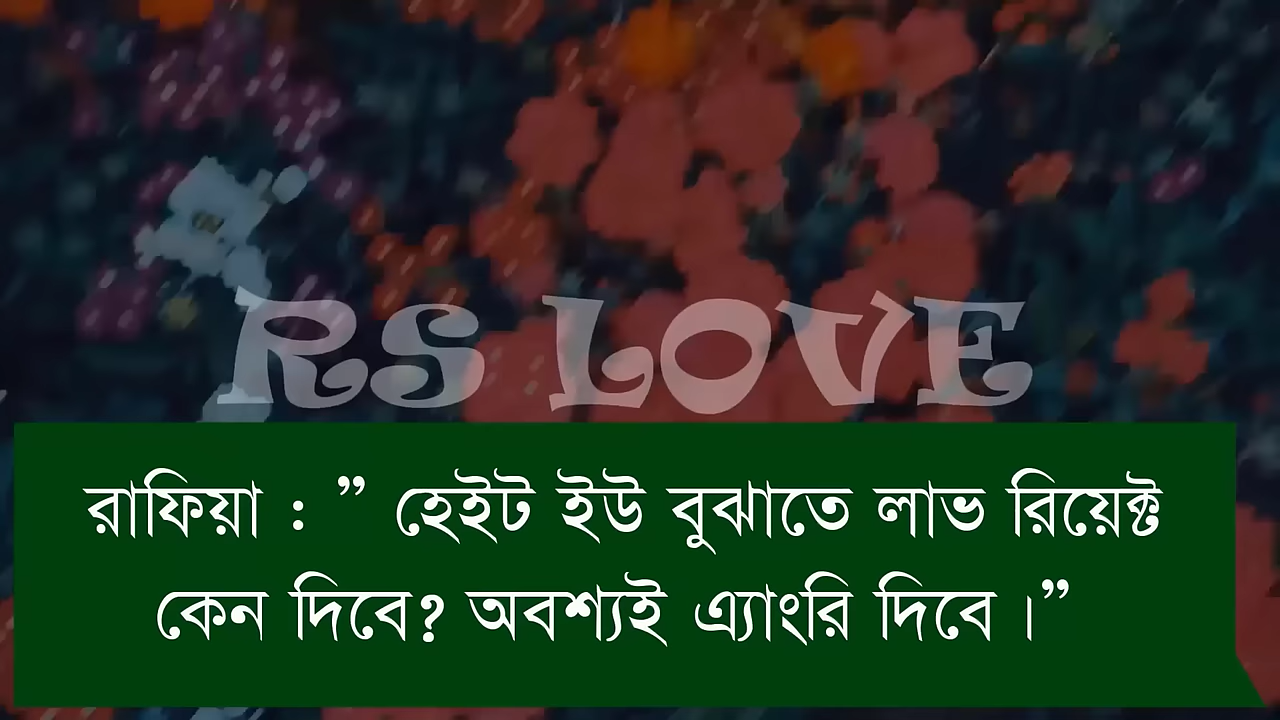 RS LOVE
রাফিয়া : ” হেইট ইউ বুঝাতে লাভ রিয়েক্ট
কেন দিবে? অবশ্যই এ্যাংরি দিবে।”